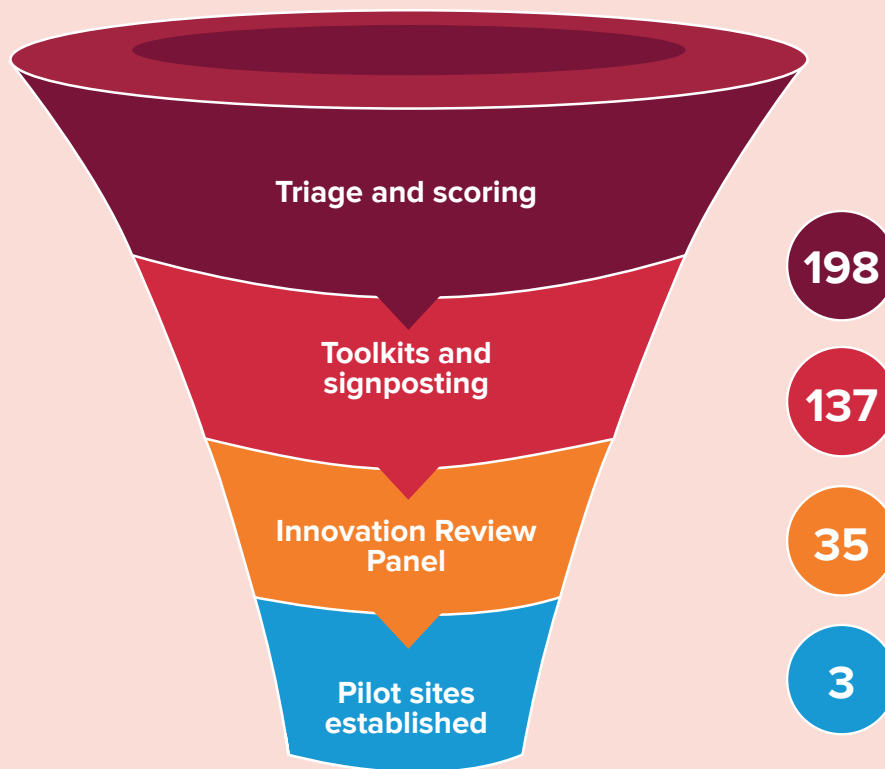 Triage and scoring
198
Toolkits and
signposting
137
Innovation Review
Panel
35
Pilot sites
established
3